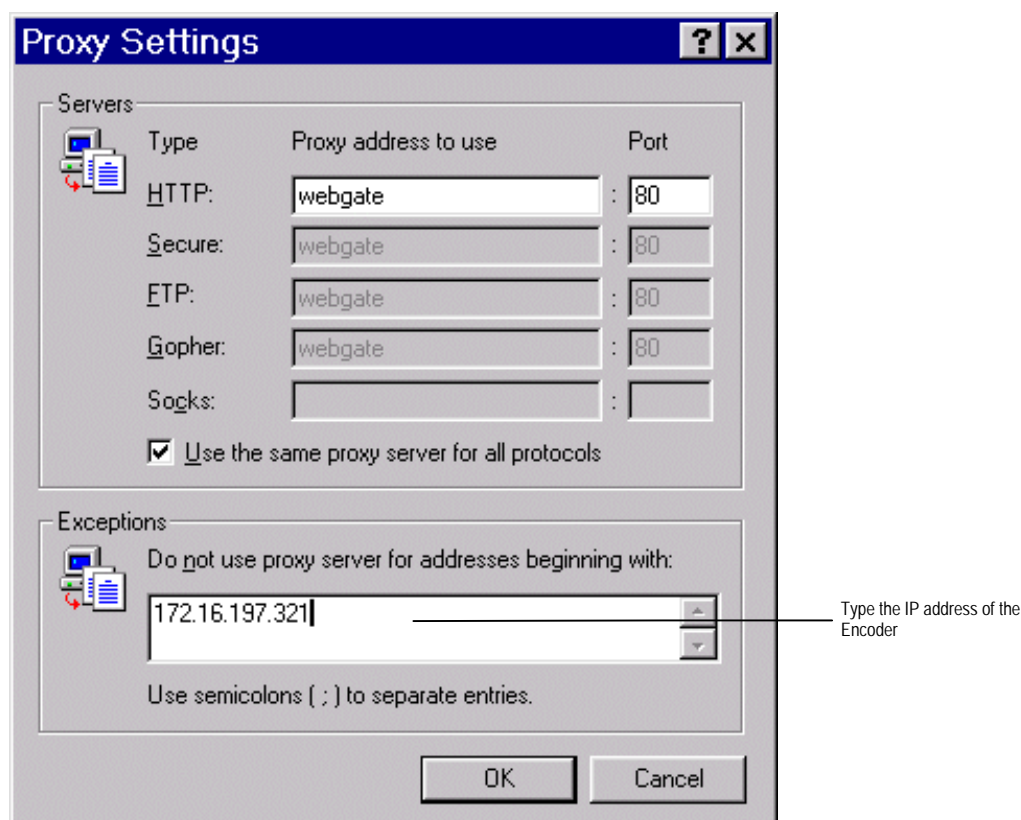 Proxy Settings
Servers
Type Proxy address to use Port
HTTP: webgate : 80
Secure: webgate : 80
FTP: webgate : 80
Gopher: webgate : 80
Socks: :
Use the same proxy server for all protocols
Exceptions
Do not use proxy server for addresses beginning with:
172.16.197.321
Type the IP address of the
Encoder
Use semicolons ( ; ) to separate entries.
OK Cancel